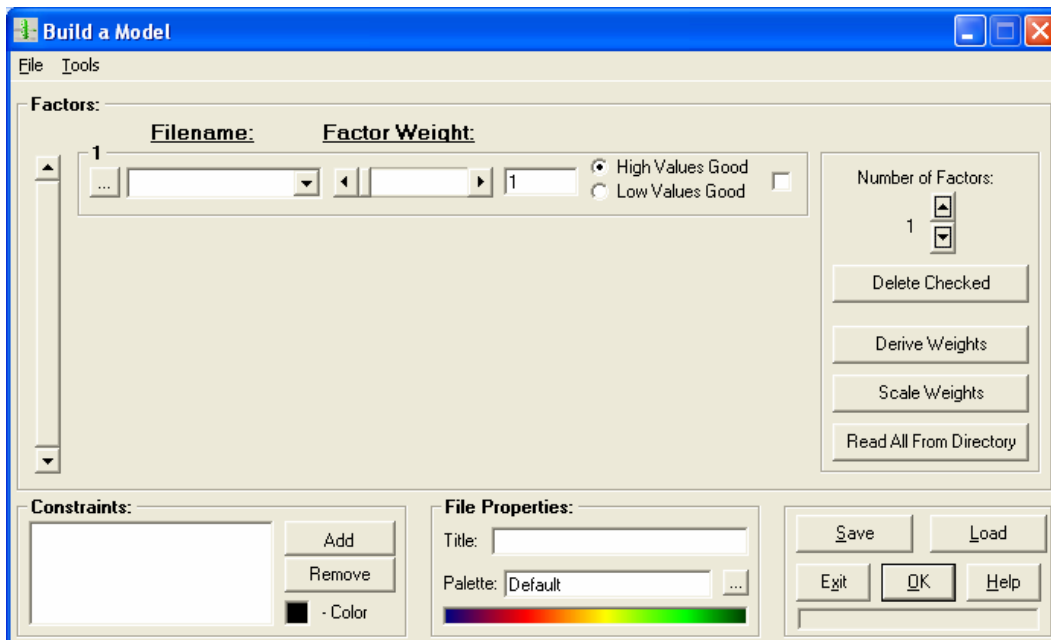 Build a Model
File Tools
Factors:
Filename: Factor Weight:
1
... 1 High Values Good
Low Values Good
Number of Factors:
1
Delete Checked
Derive Weights
Scale Weights
Read All From Directory
Constraints:
Add
Remove
- Color
File Properties:
Title:
Palette: Default ...
Save Load
Exit OK Help